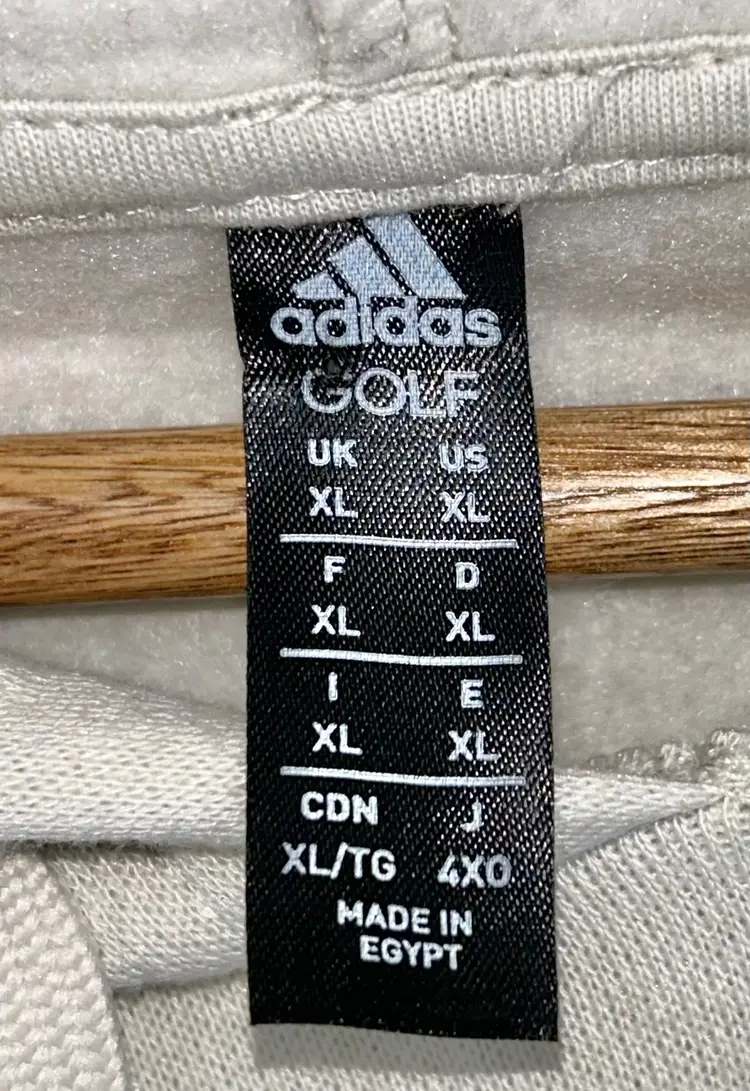 adidas
GOLF
UK US
XL XL
F D
XL XL
I E
XL XL
CDN J
XL/TG 4XO
MADE IN
EGYPT